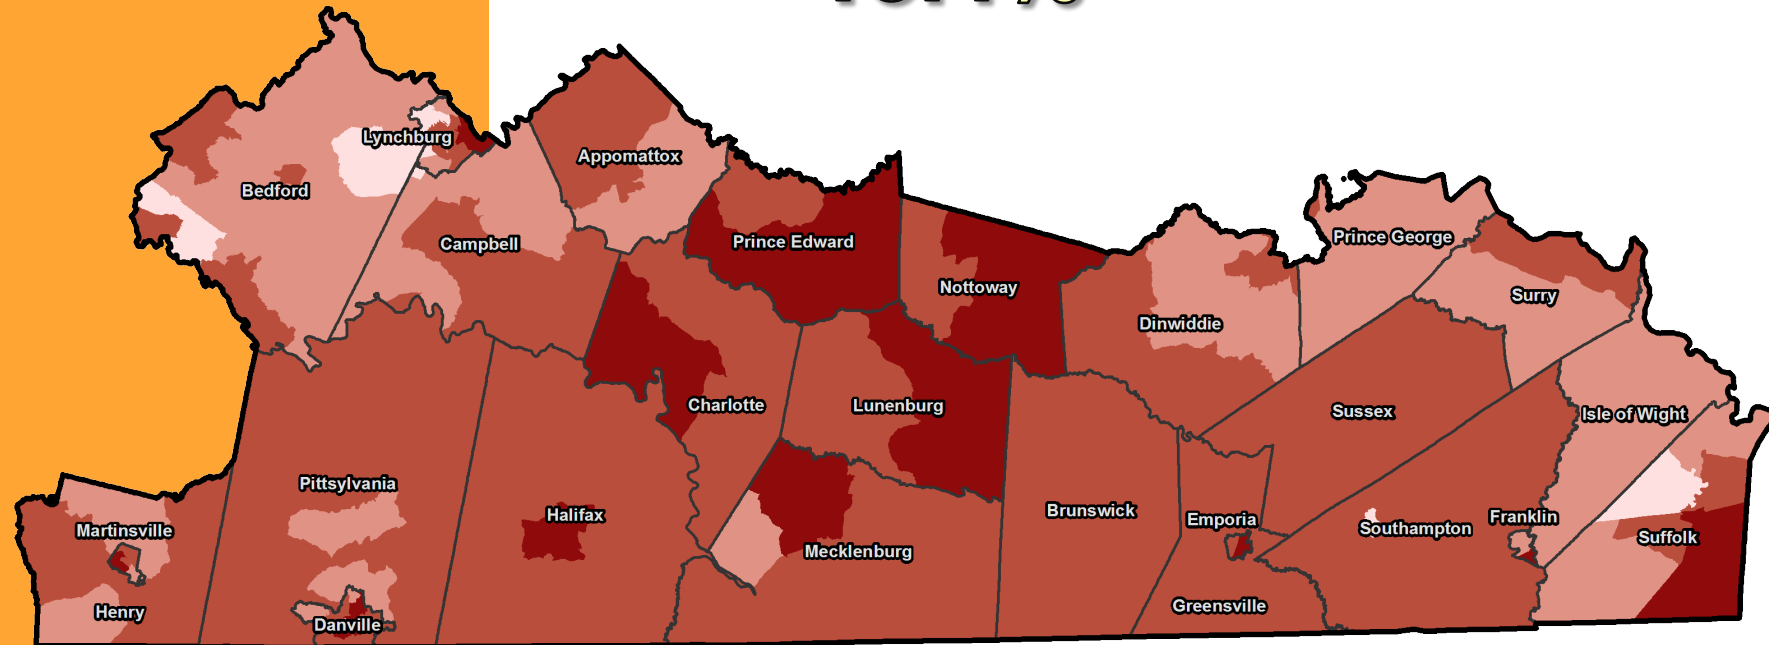 Lynchburg
Appomattox
Bedford
Campbell
Prince Edward
Prince George
Nottoway
Surry
Dinwiddie
Charlotte
Lunenburg
Sussex
Isle of Wight
Pittsylvania
Halifax
Martinsville
Brunswick
Emporia
Franklin
Southampton
Suffolk
Mecklenburg
Henry
Greensville
Danville